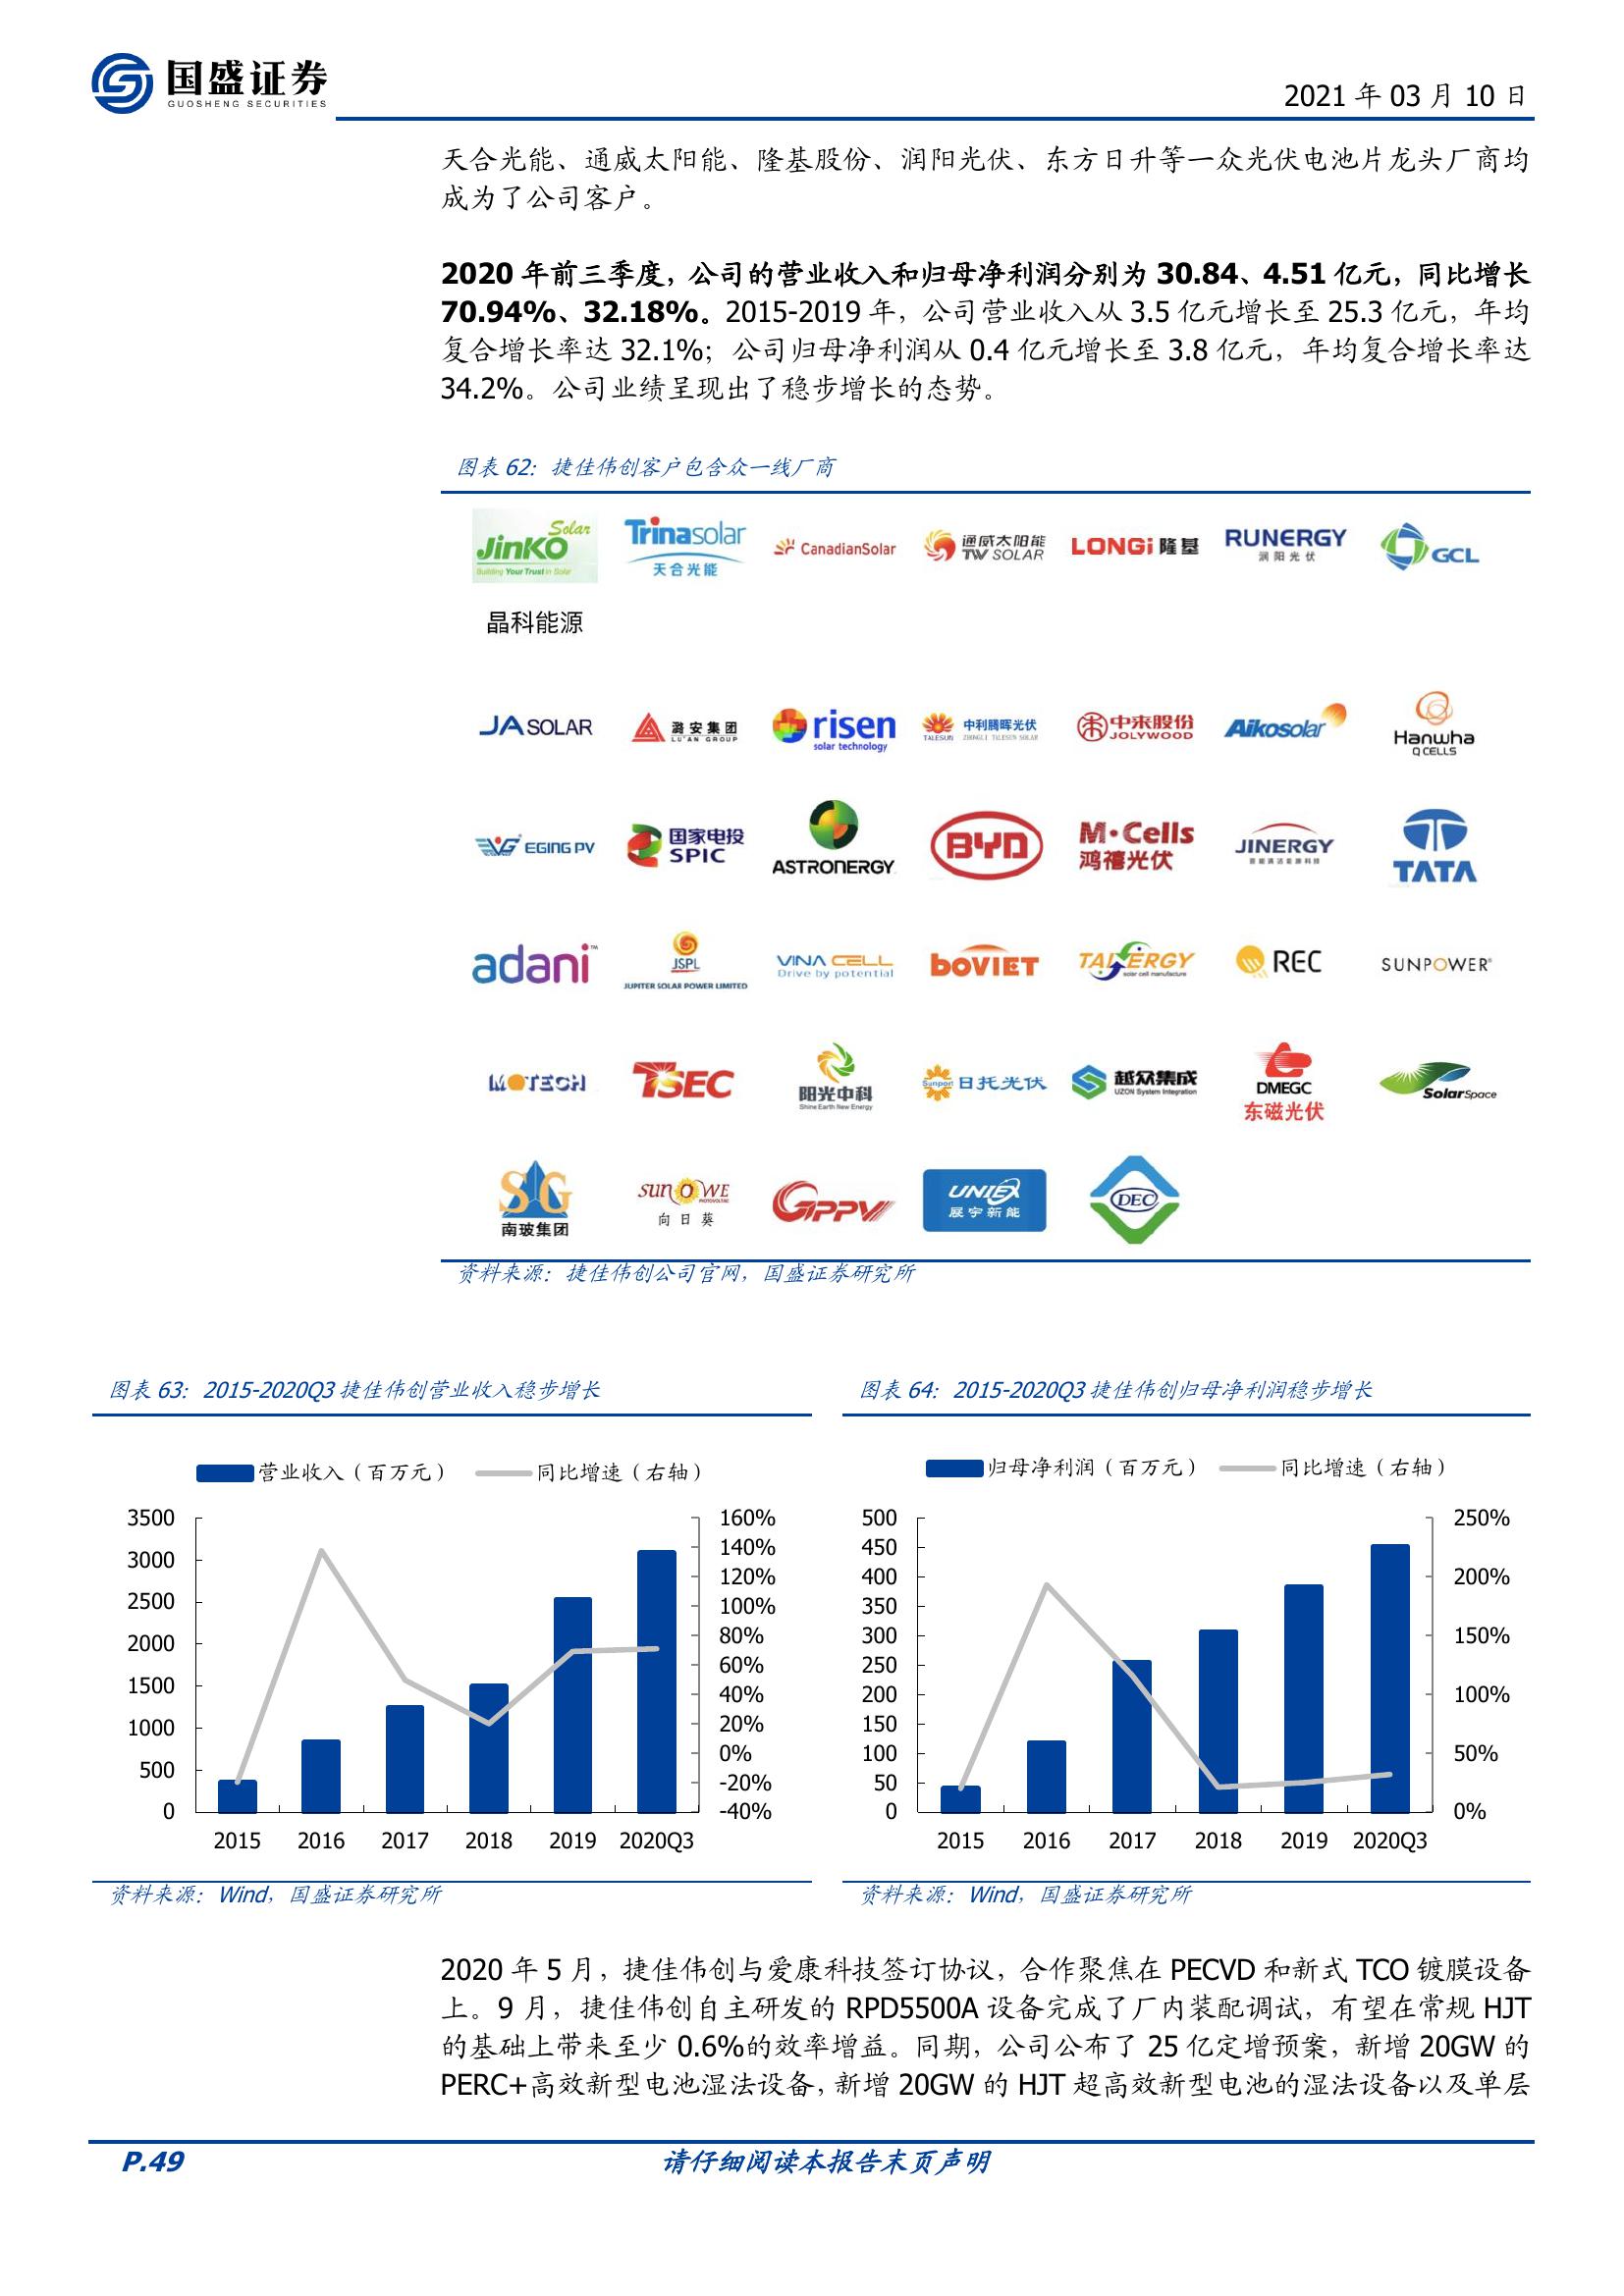 国盛证券
GUOSHENG SECURITIES
2021 年 03 月 10 日
天合光能、通威太阳能、隆基股份、润阳光伏、东方日升等一众光伏电池片龙头厂商均
成为了公司客户。
2020 年前三季度，公司的营业收入和归母净利润分别为 30.84、4.51 亿元，同比增长
70.94%、32.18%。2015-2019 年，公司营业收入从 3.5 亿元增长至 25.3 亿元，年均
复合增长率达 32.1%；公司归母净利润从 0.4 亿元增长至 3.8 亿元，年均复合增长率达
34.2%。公司业绩呈现出了稳步增长的态势。
图表 62：捷佳伟创客户包含众一线厂商
JinKO Solar
Building Your Trust in Solar
Trinasolar
天合光能
CanadianSolar
通威太阳能
TW SOLAR
LONGi 隆基
RUNERGY
润阳光伏
GCL
晶科能源
JA SOLAR
潞安集团
LU'AN GROUP
risen
solar technology
中利腾晖光伏
TALESUN ZHONGLI TALESUN SOLAR
中来股份
JOLYWOOD
Aikosolar
Hanwha
Q CELLS
EGING PV
国家电投
SPIC
ASTRONERGY
BYD
M·Cells
鸿禧光伏
JINERGY
晋能清洁能源科技
TATA
adani™
JSPL
JUPITER SOLAR POWER LIMITED
VINA CELL
Drive by potential
BOVIET
TAINERGY
solar cell manufacture
REC
SUNPOWER®
MOTECH
TSEC
阳光中科
Shine Earth New Energy
Sunport 日托光伏
越众集成
UZON System Integration
DMEGC
东磁光伏
SolarSpace
SG
南玻集团
SUNOWE
PHOTOVOLTAIC
向日葵
GPPV
UNIEX
展宇新能
DEC
资料来源：捷佳伟创公司官网，国盛证券研究所
图表 63：2015-2020Q3 捷佳伟创营业收入稳步增长
营业收入（百万元） 同比增速（右轴）
3500 160%
3000 140%
2500 120%
2000 100%
1500 80%
1000 60%
500 40%
0 20%
0%
-20%
-40%
2015 2016 2017 2018 2019 2020Q3
资料来源：Wind，国盛证券研究所
图表 64：2015-2020Q3 捷佳伟创归母净利润稳步增长
归母净利润（百万元） 同比增速（右轴）
500 250%
450
400 200%
350
300 150%
250
200 100%
150
100 50%
50
0 0%
2015 2016 2017 2018 2019 2020Q3
资料来源：Wind，国盛证券研究所
2020 年 5 月，捷佳伟创与爱康科技签订协议，合作聚焦在 PECVD 和新式 TCO 镀膜设备
上。9 月，捷佳伟创自主研发的 RPD5500A 设备完成了厂内装配调试，有望在常规 HJT
的基础上带来至少 0.6%的效率增益。同期，公司公布了 25 亿定增预案，新增 20GW 的
PERC+高效新型电池湿法设备，新增 20GW 的 HJT 超高效新型电池的湿法设备以及单层
P.49
请仔细阅读本报告末页声明